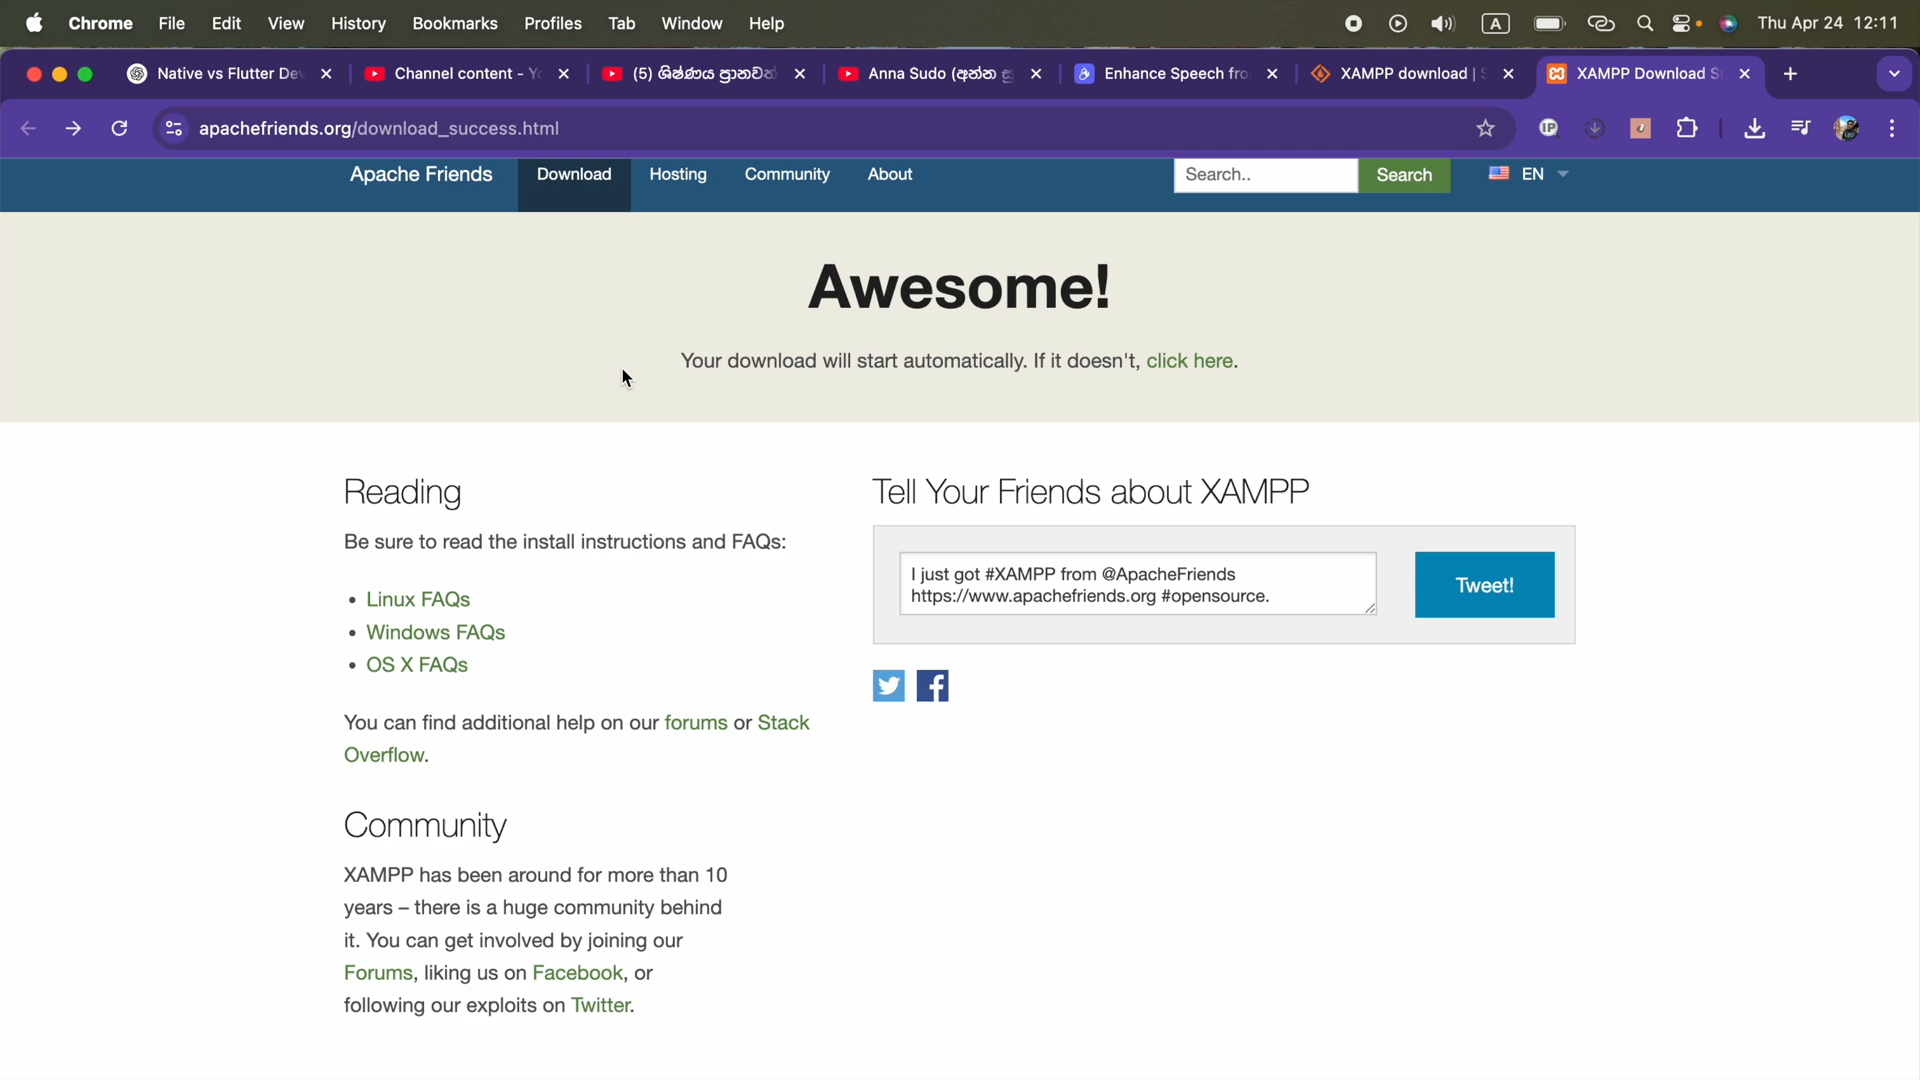 Chrome File Edit View History Bookmarks Profiles Tab Window Help A Thu Apr 24 12:11
Native vs Flutter De Channel content - Y (5) ශිෂ්ණය ප්‍රානවත් Anna Sudo (අන්න සු Enhance Speech fro XAMPP download | S XAMPP Download S
apachefriends.org/download_success.html IP
Apache Friends Download Hosting Community About Search.. Search EN
Awesome!
Your download will start automatically. If it doesn't, click here.
Reading
Be sure to read the install instructions and FAQs:
• Linux FAQs
• Windows FAQs
• OS X FAQs
You can find additional help on our forums or Stack
Overflow.
Community
XAMPP has been around for more than 10
years – there is a huge community behind
it. You can get involved by joining our
Forums, liking us on Facebook, or
following our exploits on Twitter.
Tell Your Friends about XAMPP
I just got #XAMPP from @ApacheFriends
https://www.apachefriends.org #opensource.
Tweet!